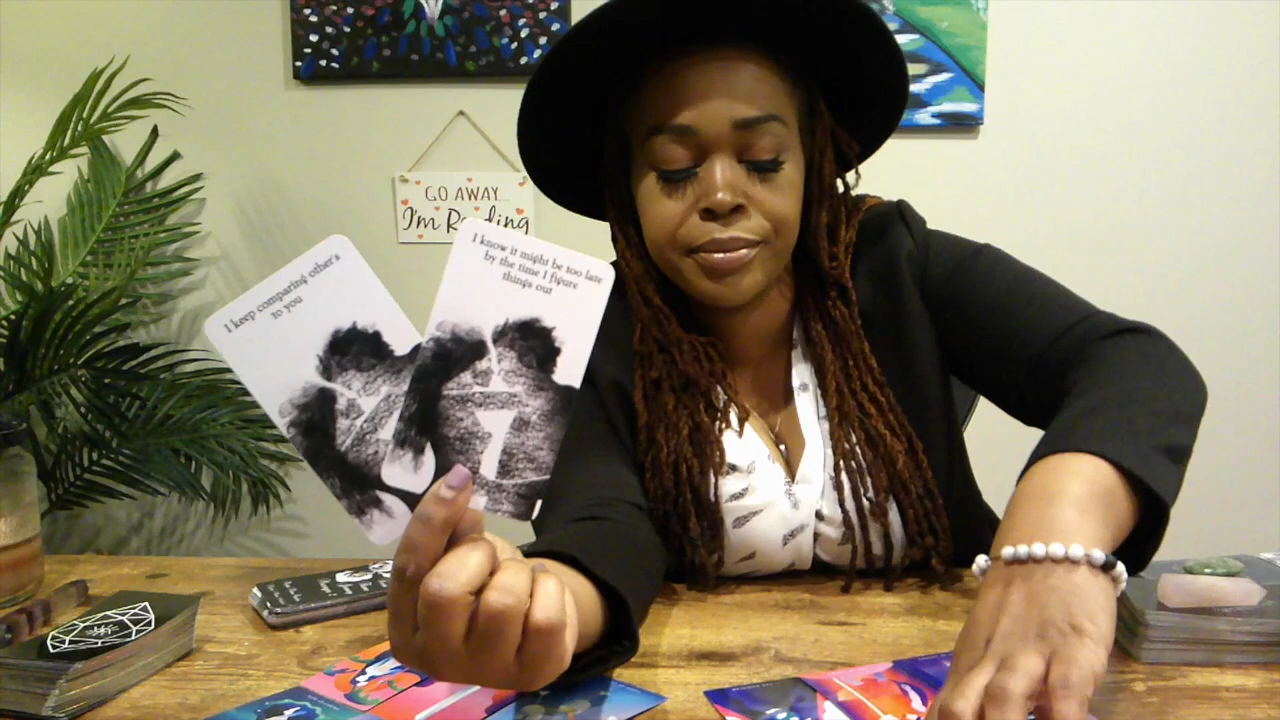 GO AWAY...
I'm
I keep comparing other's
to you
I know it might be too late
by the time I figure
things out